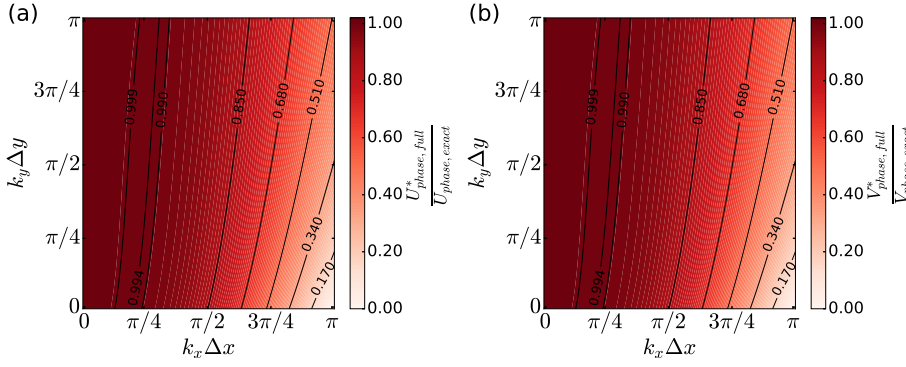 (a)
π
3π/4
π/2
π/4
0
k_yΔy
0
π/4
π/2
3π/4
π
k_xΔx
0.999
0.990
0.994
0.850
0.680
0.510
0.340
0.170
1.00
0.80
0.60
0.40
0.20
0.00
U*_phase, full
U_phase, exact
(b)
π
3π/4
π/2
π/4
0
k_yΔy
0
π/4
π/2
3π/4
π
k_xΔx
0.999
0.990
0.994
0.850
0.680
0.510
0.340
0.170
1.00
0.80
0.60
0.40
0.20
0.00
V*_phase, full
V_phase, exact